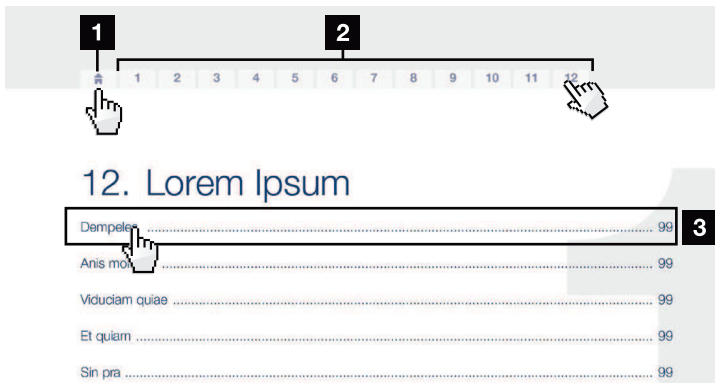 1 2
1 2 3 4 5 6 7 8 9 10 11 12
12. Lorem Ipsum
Dempeles .................... 99 3
Anis .................... 99
Viduciam quiae .................... 99
Et quiam .................... 99
Sin pra .................... 99